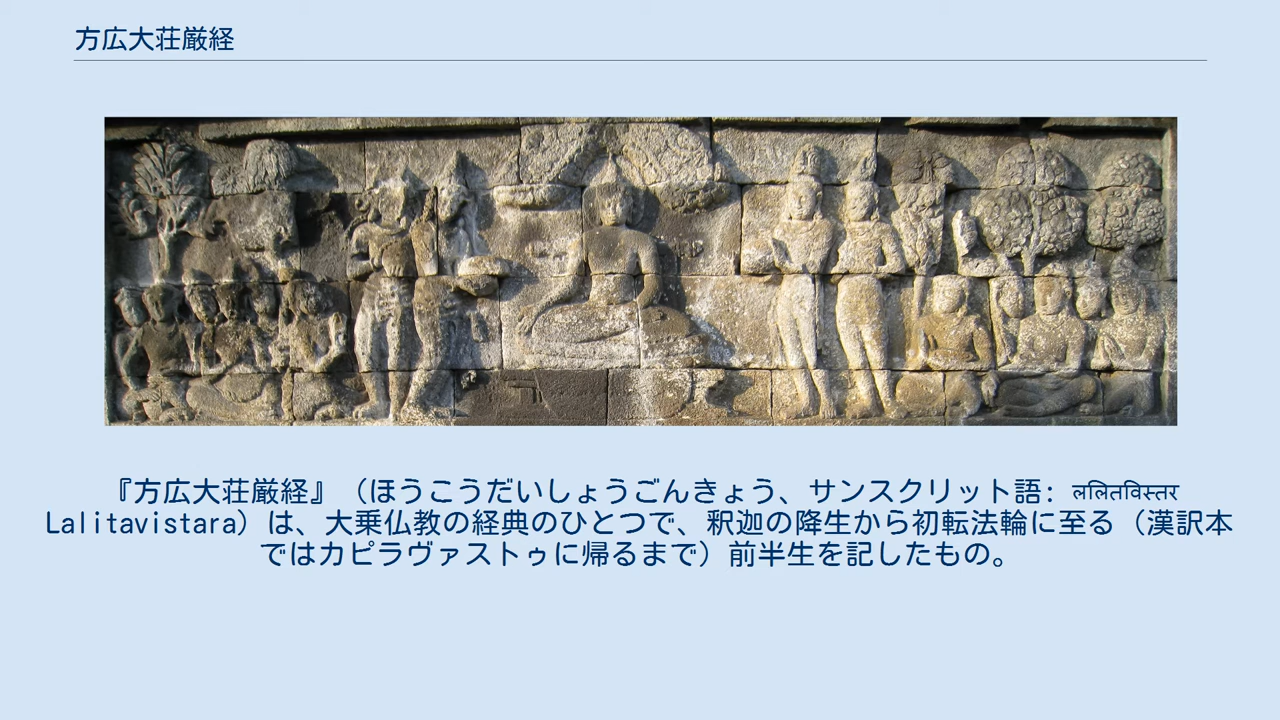 方広大荘厳経
『方広大荘厳経』（ほうこうだいしょうごんきょう、サンスクリット語: ललितविस्तर
Lalitavistara）は、大乗仏教の経典のひとつで、釈迦の降生から初転法輪に至る（漢訳本
ではカピラヴァストゥに帰るまで）前半生を記したもの。